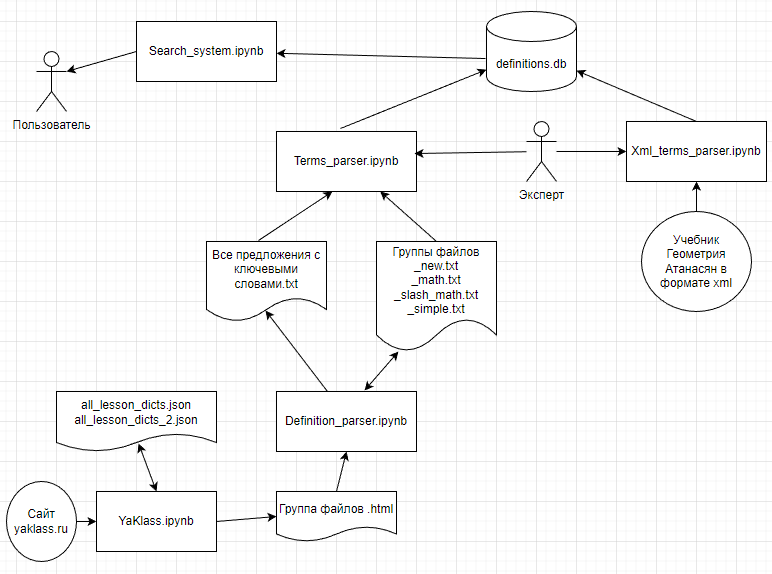 Search_system.ipynb
definitions.db
Пользователь
Terms_parser.ipynb
Xml_terms_parser.ipynb
Эксперт
Все предложения с
ключевыми
словами.txt
Группы файлов
_new.txt
_math.txt
_slash_math.txt
_simple.txt
Учебник
Геометрия
Атанасян в
формате xml
all_lesson_dicts.json
all_lesson_dicts_2.json
Definition_parser.ipynb
Сайт
yaklass.ru
YaKlass.ipynb
Группа файлов .html